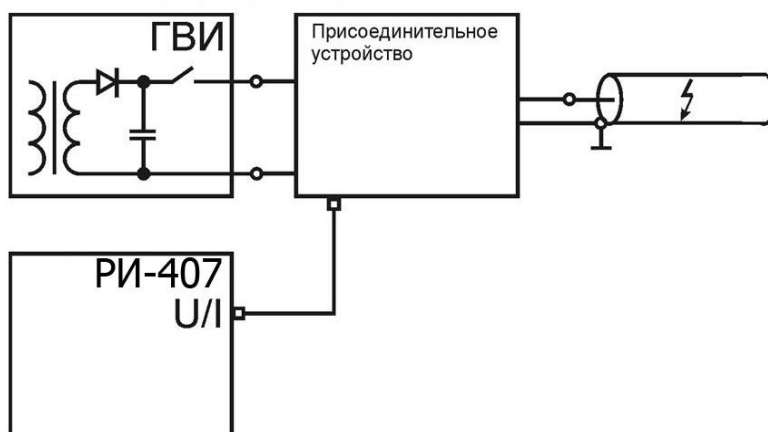 ГВИ
Присоединительное
устройство
РИ-407
U/I